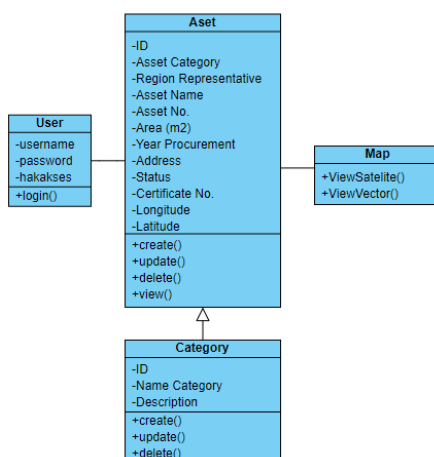 Aset
-ID
-Asset Category
-Region Representative
-Asset Name
-Asset No.
-Area (m2)
-Year Procurement
-Address
-Status
-Certificate No.
-Longitude
-Latitude
+create()
+update()
+delete()
+view()
User
-username
-password
-hakakses
+login()
Map
+ViewSatelite()
+ViewVector()
Category
-ID
-Name Category
-Description
+create()
+update()
+delete()